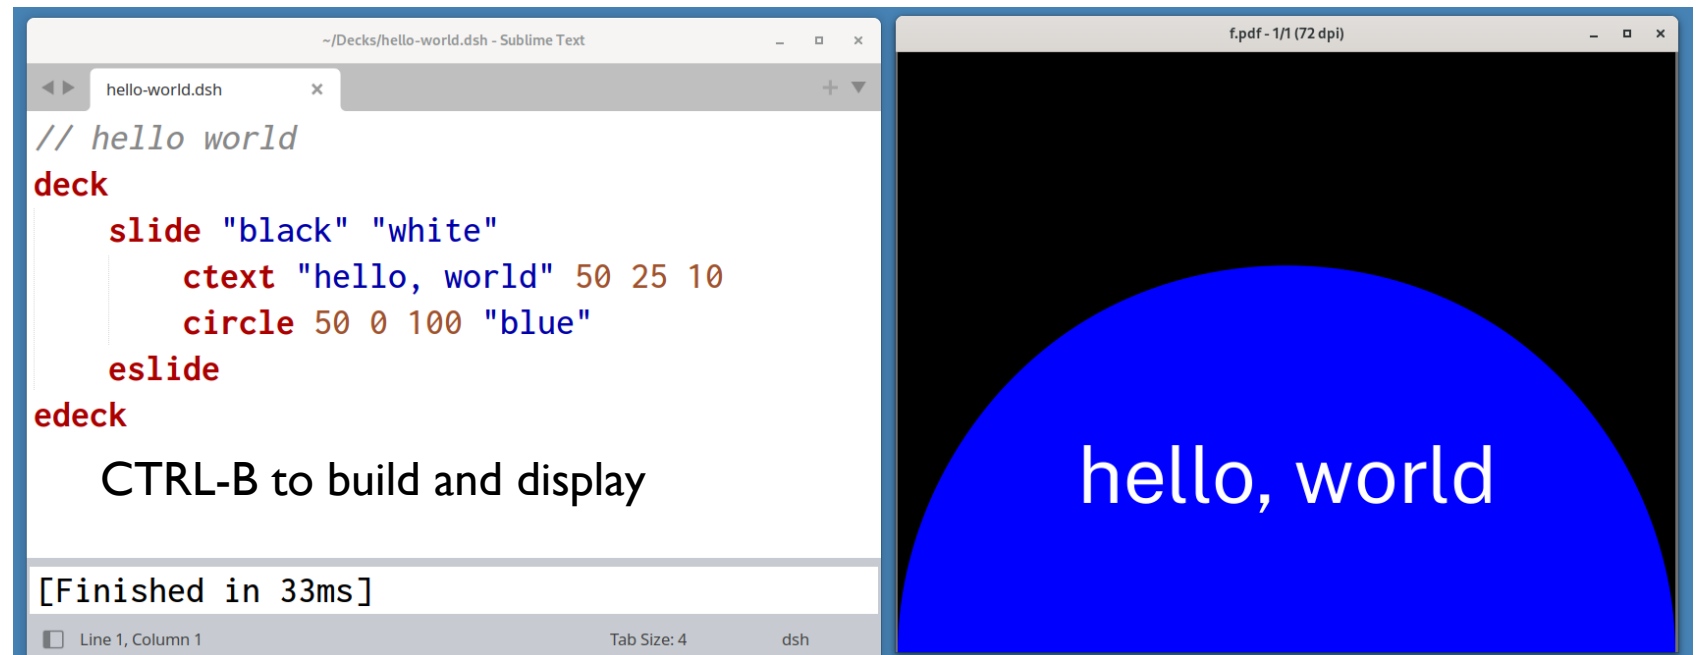 ~/Decks/hello-world.dsh - Sublime Text
hello-world.dsh
// hello world
deck
slide "black" "white"
ctext "hello, world" 50 25 10
circle 50 0 100 "blue"
eslide
edeck
CTRL-B to build and display
[Finished in 33ms]
Line 1, Column 1
Tab Size: 4
dsh
f.pdf - 1/1 (72 dpi)
hello, world